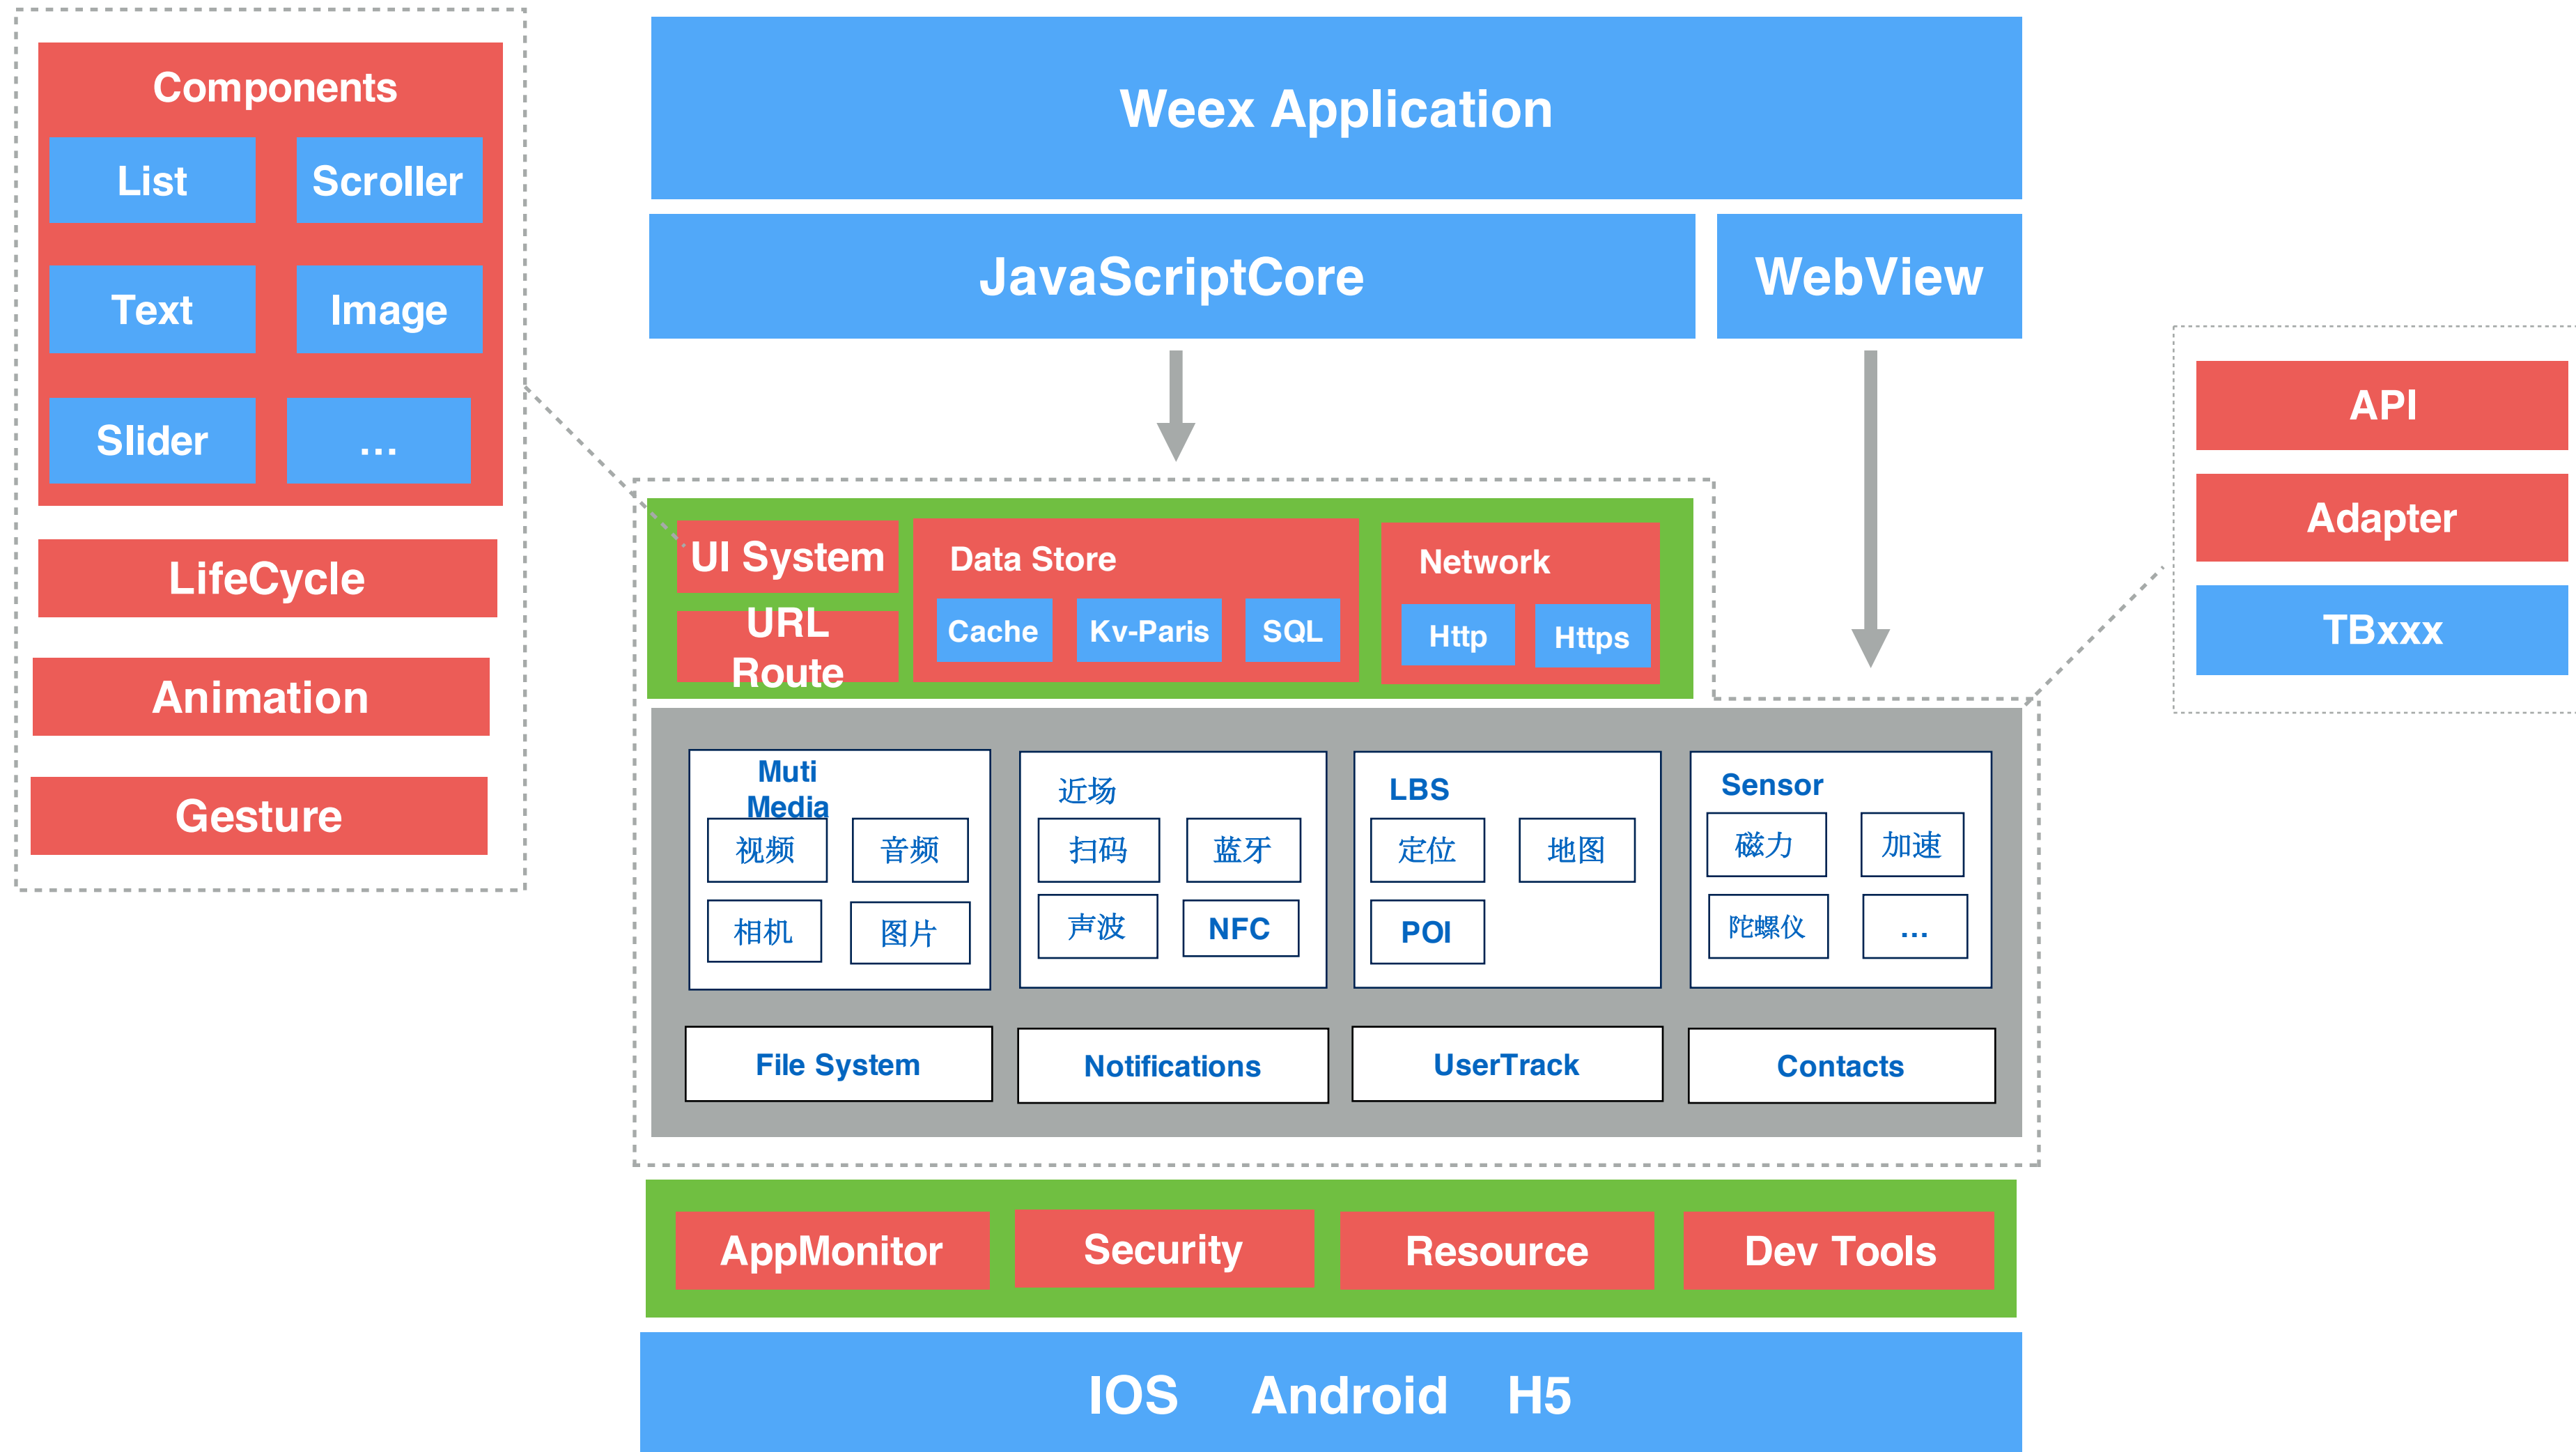 Components
List
Scroller
Text
Image
Slider
...
LifeCycle
Animation
Gesture
Weex Application
JavaScriptCore
WebView
UI System
URL
Route
Data Store
Cache
Kv-Paris
SQL
Network
Http
Https
Muti
Media
视频
音频
相机
图片
近场
扫码
蓝牙
声波
NFC
LBS
定位
地图
POI
Sensor
磁力
加速
陀螺仪
...
File System
Notifications
UserTrack
Contacts
AppMonitor
Security
Resource
Dev Tools
IOS Android H5
API
Adapter
TBxxx